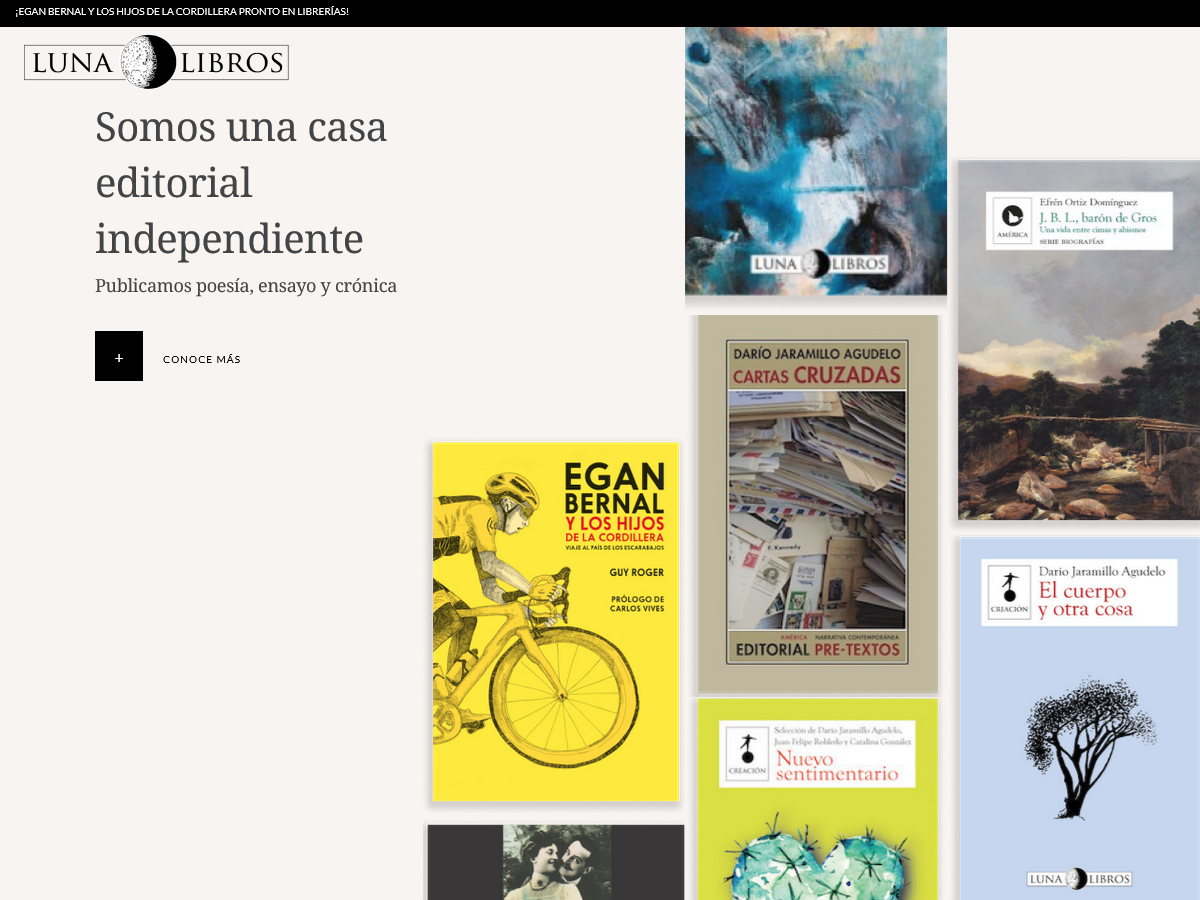 ¡EGAN BERNAL Y LOS HIJOS DE LA CORDILLERA PRONTO EN LIBRERÍAS!
LUNA LIBROS
Somos una casa
editorial
independiente
Publicamos poesía, ensayo y crónica
+
CONOCE MÁS
LUNA LIBROS
Efrén Ortiz Domínguez
J. B. L., barón de Gros
Una vida entre cimas y abismos
SERIE BIOGRAFÍAS
AMÉRICA
DARÍO JARAMILLO AGUDELO
CARTAS CRUZADAS
T. Kennedy
AMÉRICA NARRATIVA CONTEMPORÁNEA
EDITORIAL PRE-TEXTOS
EGAN
BERNAL
Y LOS HIJOS
DE LA CORDILLERA
VIAJE AL PAÍS DE LOS ESCARABAJOS
GUY ROGER
PRÓLOGO DE
CARLOS VIVES
Darío Jaramillo Agudelo
El cuerpo
y otra cosa
CREACIÓN
LUNA LIBROS
Selección de Darío Jaramillo Agudelo,
Juan Felipe Robledo y Catalina González
Nuevo
sentimentario
CREACIÓN